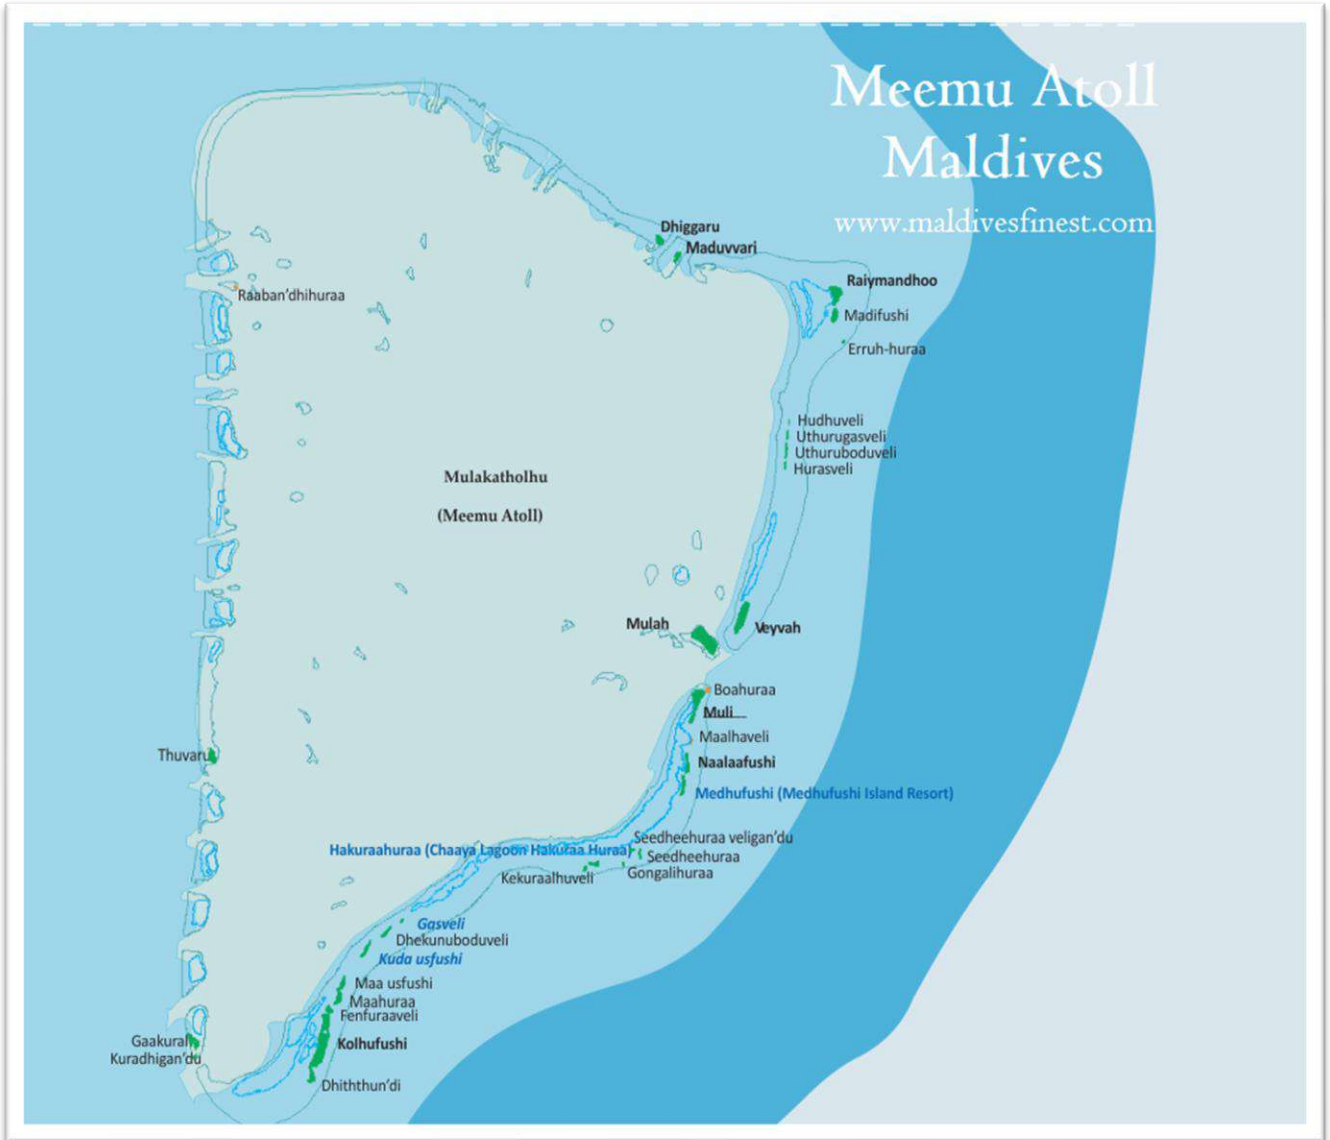 Meemu Atoll
Maldives
www.maldivesfinest.com
Dhiggaru
Maduvvari
Raiymandhoo
Raaban'dhihuraa
Madifushi
Erruh-huraa
Hudhuveli
Uthurugasveli
Uthuruboduveli
Hurasveli
Mulakatholhu
(Meemu Atoll)
Mulah
Veyvah
Boahuraa
Muli
Maalhaveli
Thuvaru
Naalaafushi
Medhufushi (Medhufushi Island Resort)
Seedheehuraa veligan'du
Hakuraahuraa (Chaaya Lagoon Hakuraa Huraa)
Seedheehuraa
Gongalihuraa
Kekuraalhuveli
Gasveli
Dhekunuboduveli
Kuda usfushi
Maa usfushi
Maahuraa
Fenfuraaveli
Gaakurali
Kolhufushi
Kuradhigan'du
Dhiththun'di